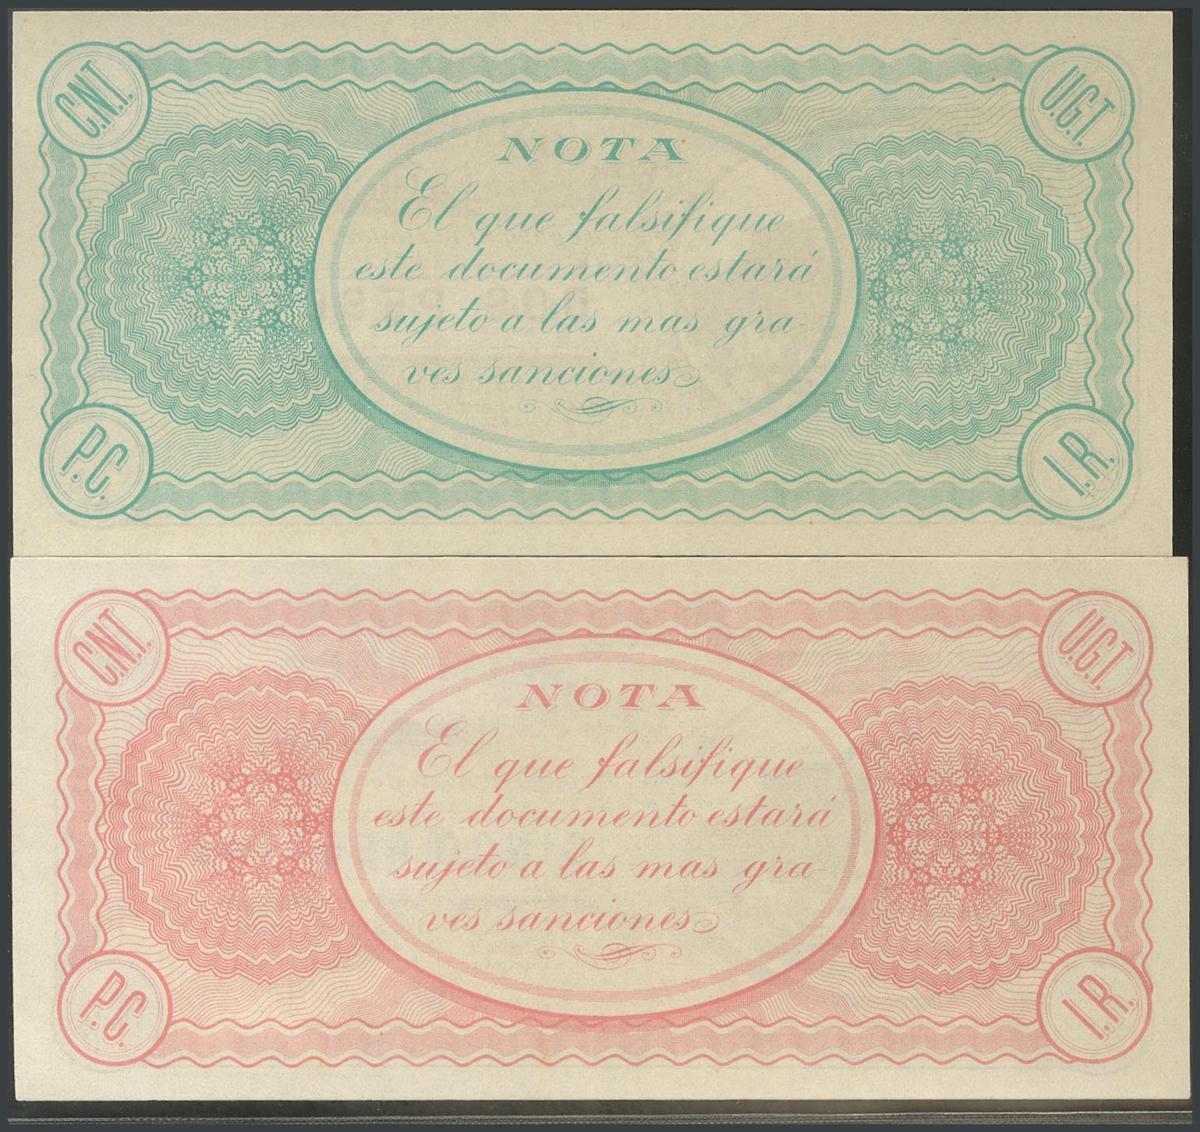 C.N.T.
U.G.T.
NOTA
El que falsifique
este documento estará
sujeto a las mas gra-
ves sanciones
P.C.
I.R.
C.N.T.
U.G.T.
NOTA
El que falsifique
este documento estará
sujeto a las mas gra-
ves sanciones
P.C.
I.R.